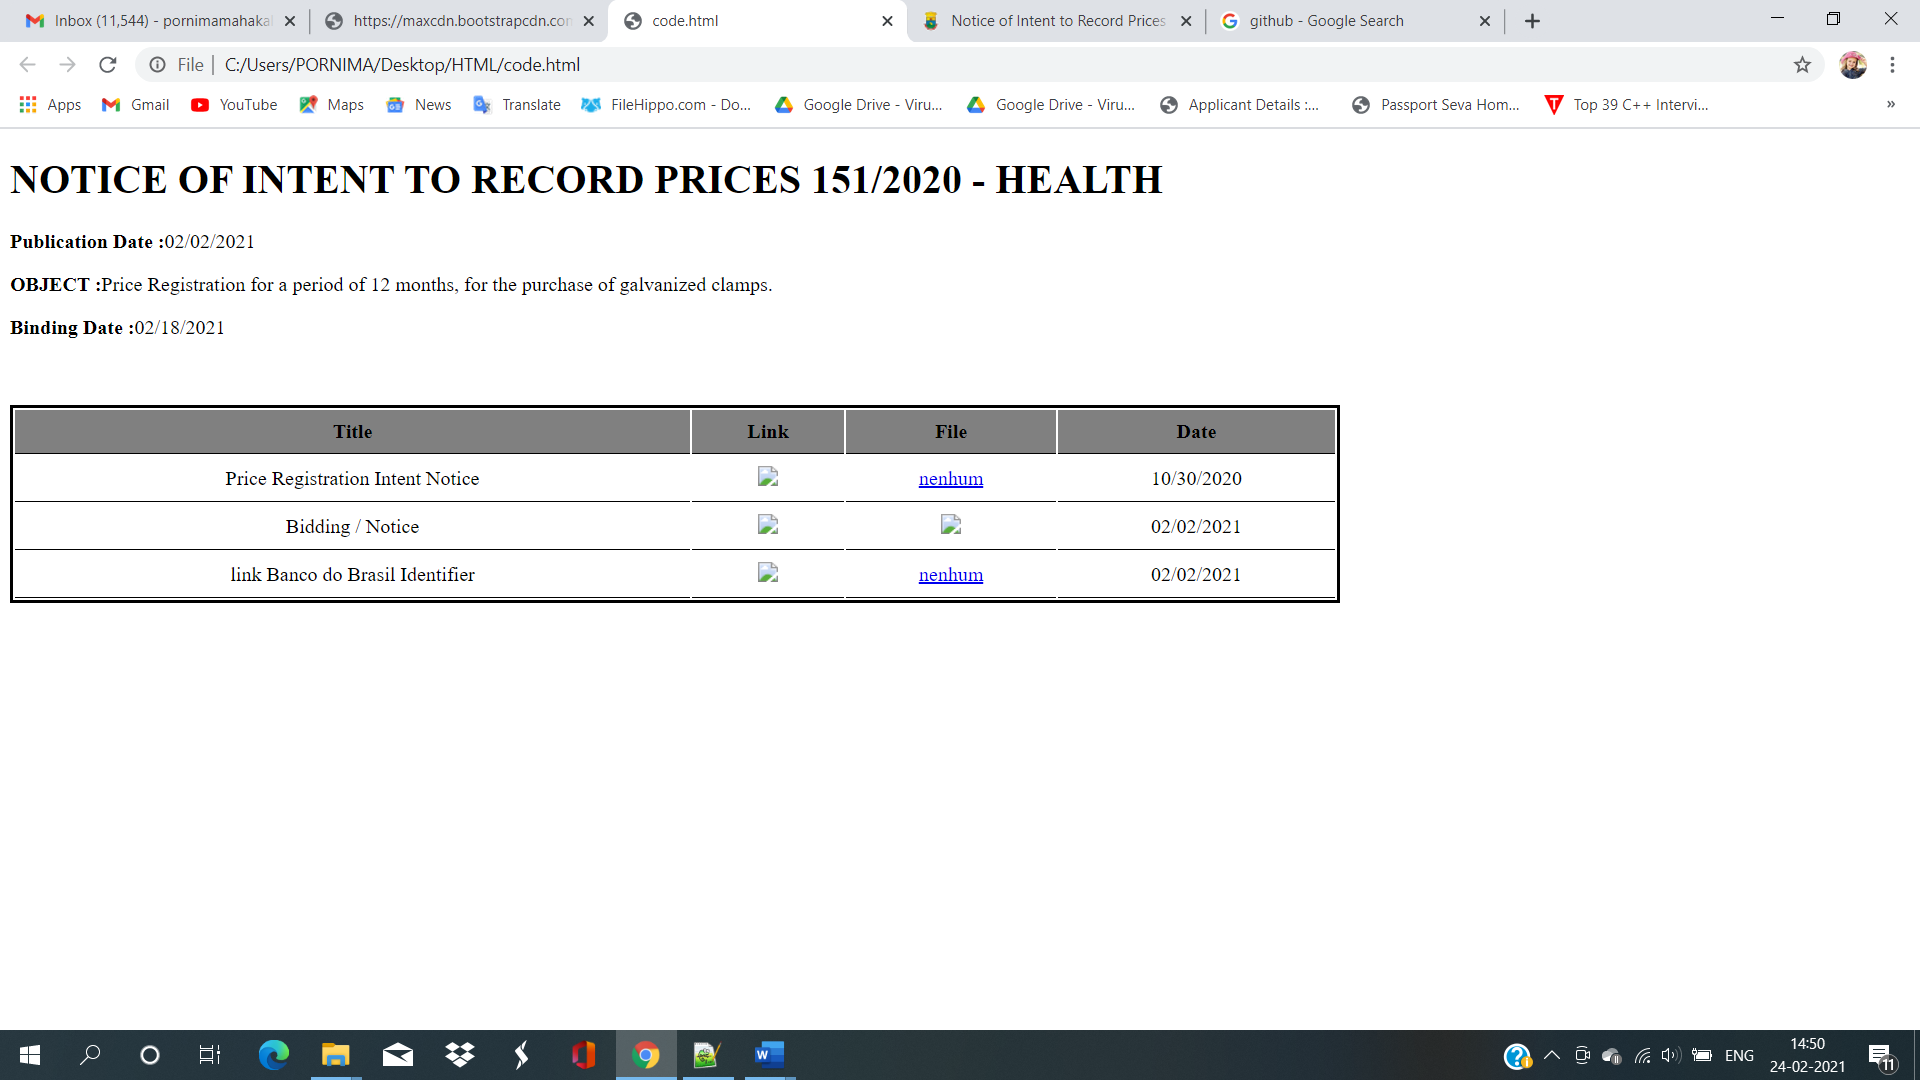 Inbox (11,544) - pornimamahaka
https://maxcdn.bootstrapcdn.con
code.html
Notice of Intent to Record Prices
github - Google Search
File
C:/Users/PORNIMA/Desktop/HTML/code.html
Apps
Gmail
YouTube
Maps
News
Translate
FileHippo.com - Do...
Google Drive - Viru...
Google Drive - Viru...
Applicant Details :...
Passport Seva Hom...
Top 39 C++ Intervi...
»
NOTICE OF INTENT TO RECORD PRICES 151/2020 - HEALTH
Publication Date :02/02/2021
OBJECT :Price Registration for a period of 12 months, for the purchase of galvanized clamps.
Binding Date :02/18/2021
Title Link File Date
Price Registration Intent Notice nenhum 10/30/2020
Bidding / Notice 02/02/2021
link Banco do Brasil Identifier nenhum 02/02/2021
ENG
14:50
24-02-2021
11